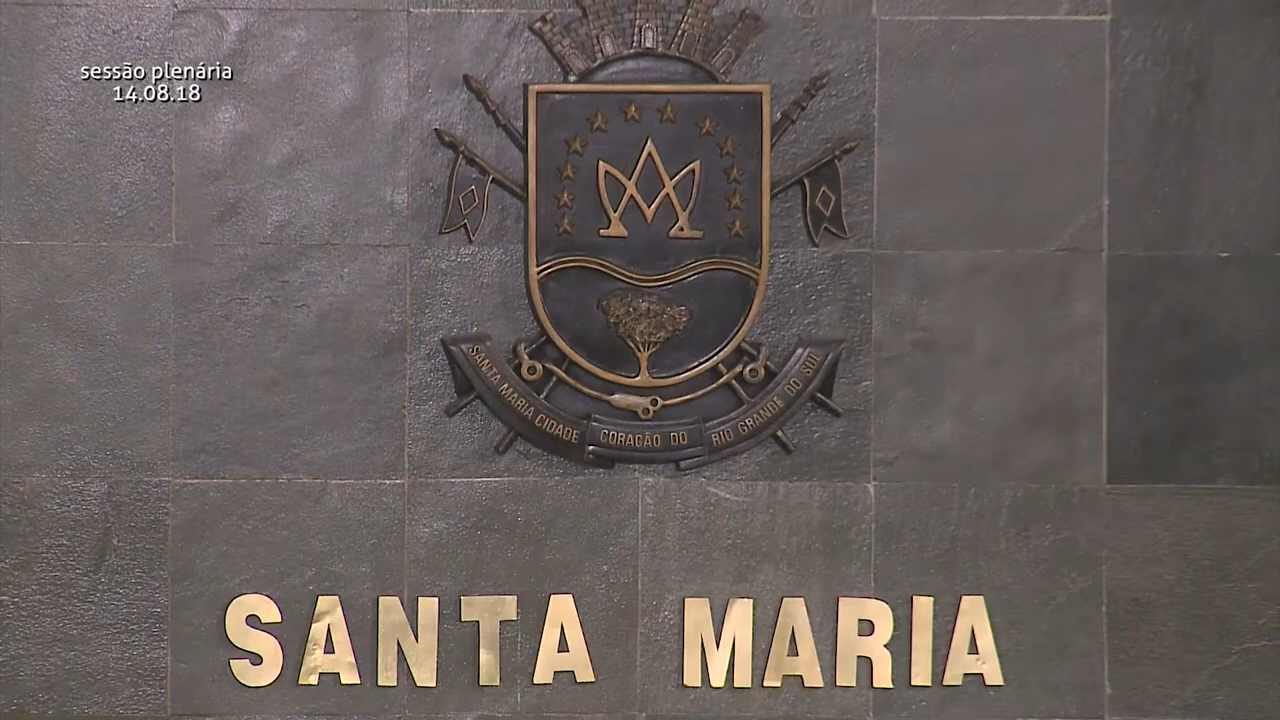 sessão plenária
14.08.18
SANTA MARIA CIDADE CORAÇÃO DO RIO GRANDE DO SUL
SANTA MARIA